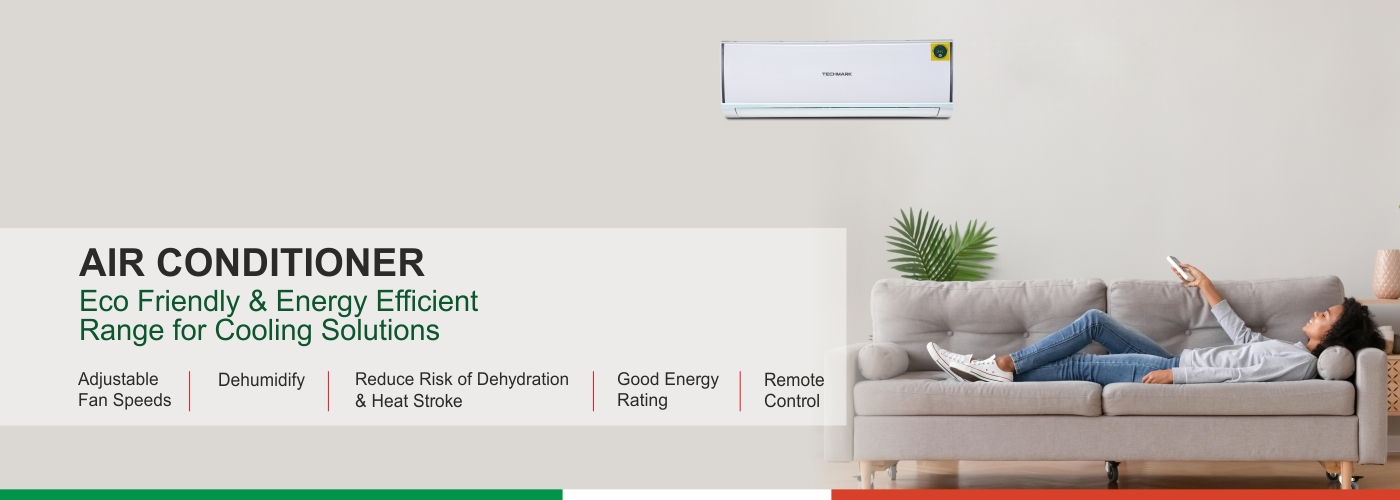 TECHMARK
AIR CONDITIONER
Eco Friendly & Energy Efficient
Range for Cooling Solutions
Adjustable
Fan Speeds
Dehumidify
Reduce Risk of Dehydration
& Heat Stroke
Good Energy
Rating
Remote
Control